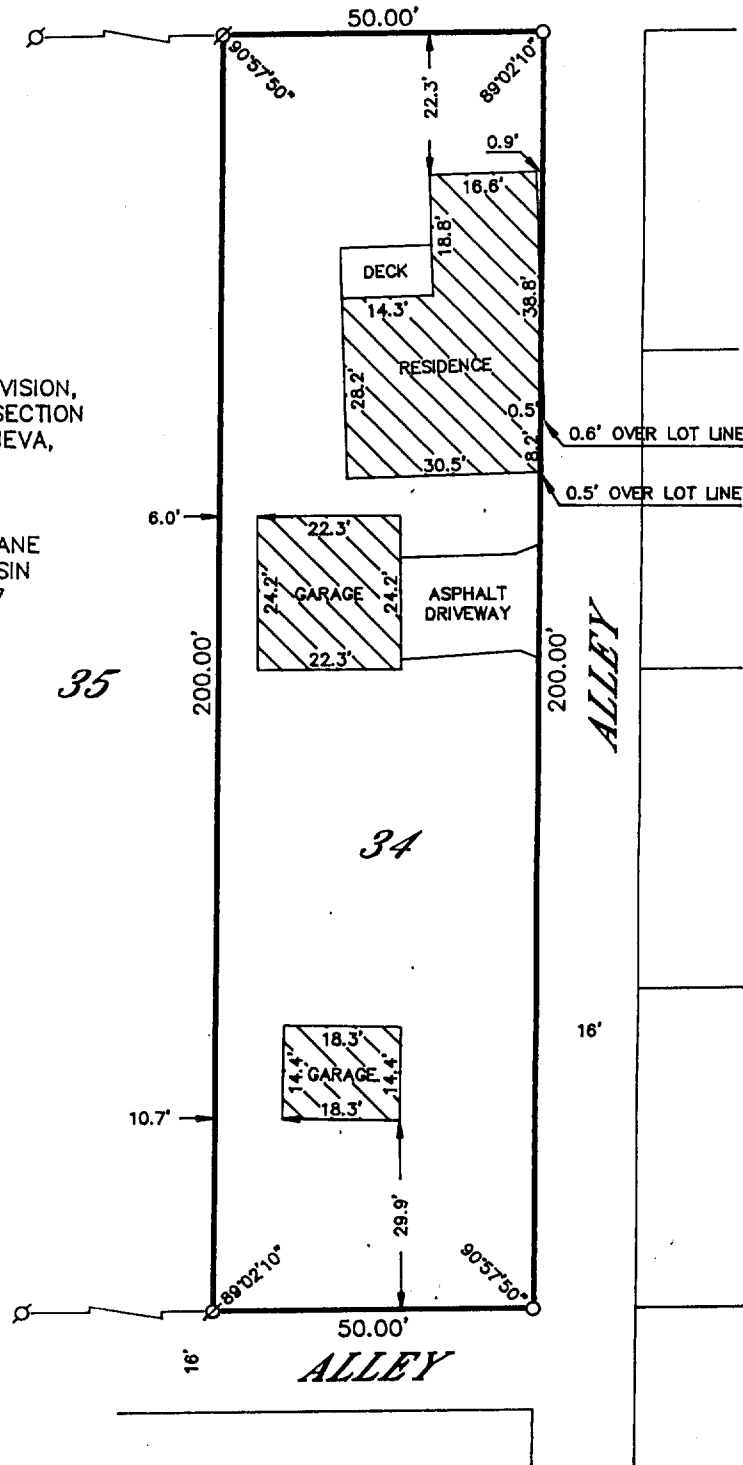 50.00'
90°57'50"
89°02'10"
22.3'
0.9'
16.6'
18.8'
DECK
14.3'
38.8'
RESIDENCE
28.2'
0.5'
8.2'
30.5'
0.6' OVER LOT LINE
0.5' OVER LOT LINE
VISION,
SECTION
EVA,
6.0'
22.3'
ANE
SIN
7
24.2'
GARAGE
24.2'
ASPHALT
DRIVEWAY
22.3'
35
200.00'
200.00'
ALLEY
34
16'
18.3'
14.4'
GARAGE
14.4'
10.7'
18.3'
29.9'
89°02'10"
90°57'50"
50.00'
16'
ALLEY